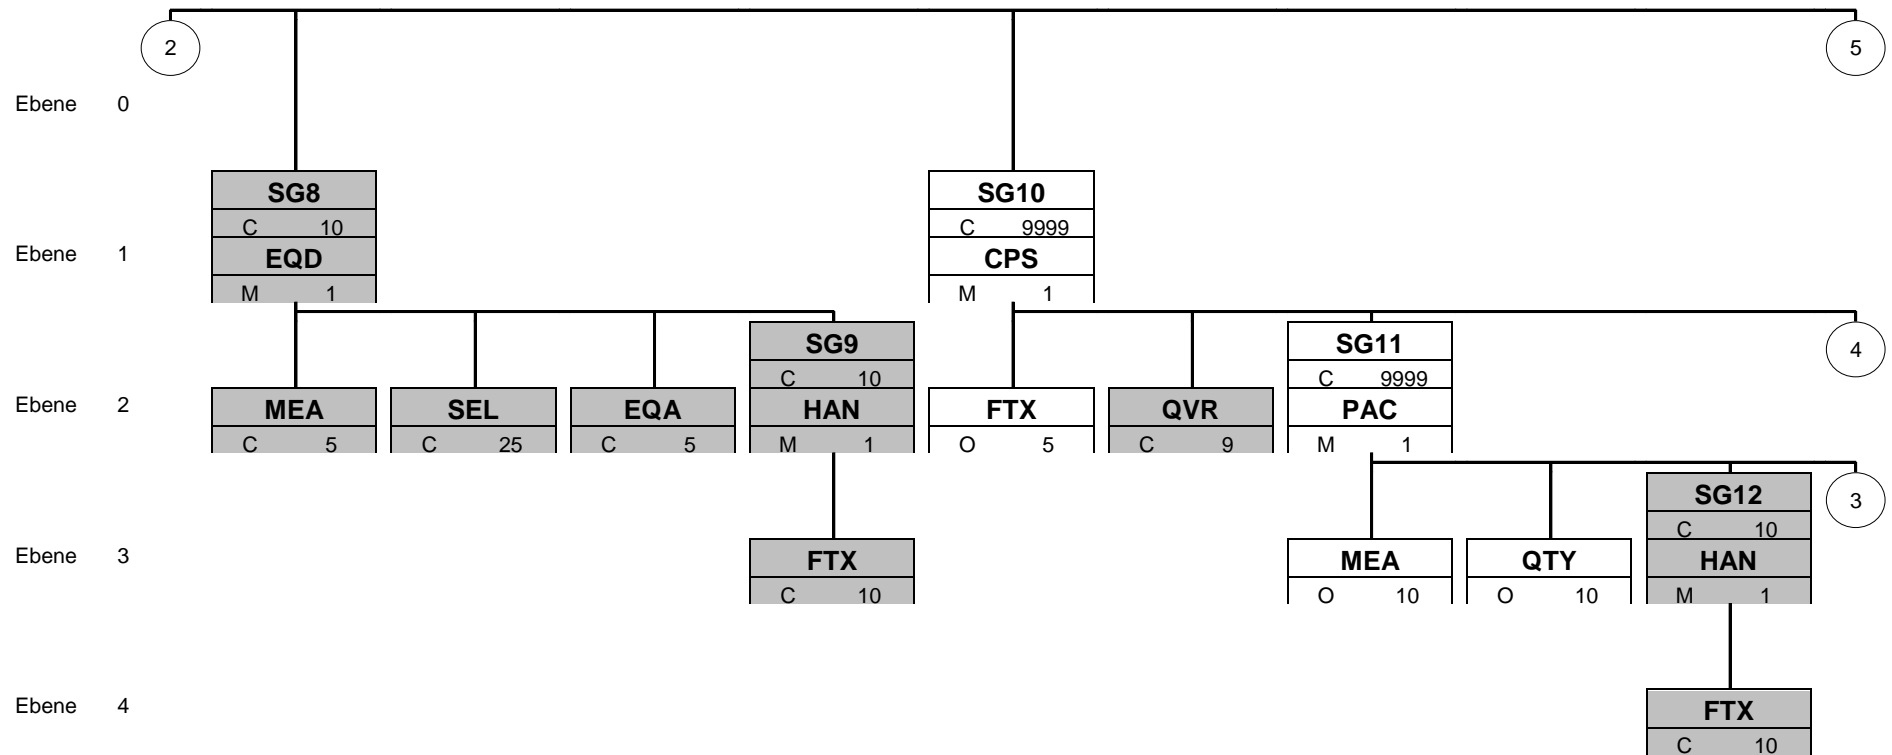 2 5
Ebene 0
SG8 SG10
C 10 C 9999
Ebene 1 EQD CPS
M 1 M 1
SG9 SG11 4
C 10 C 9999
Ebene 2 MEA SEL EQA HAN FTX QVR PAC
C 5 C 25 C 5 M 1 O 5 C 9 M 1
SG12 3
C 10
Ebene 3 FTX MEA QTY HAN
C 10 O 10 O 10 M 1
Ebene 4 FTX
C 10